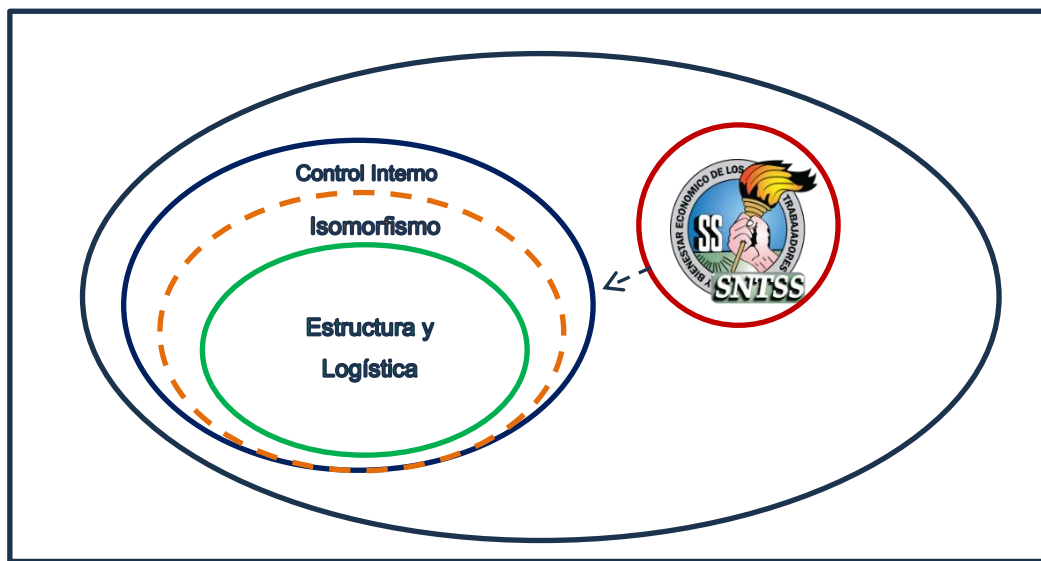 Control Interno
Isomorfismo
Estructura y
Logística
Y BIENESTAR ECONOMICO DE LOS TRABAJADORES
SS
SNTSS